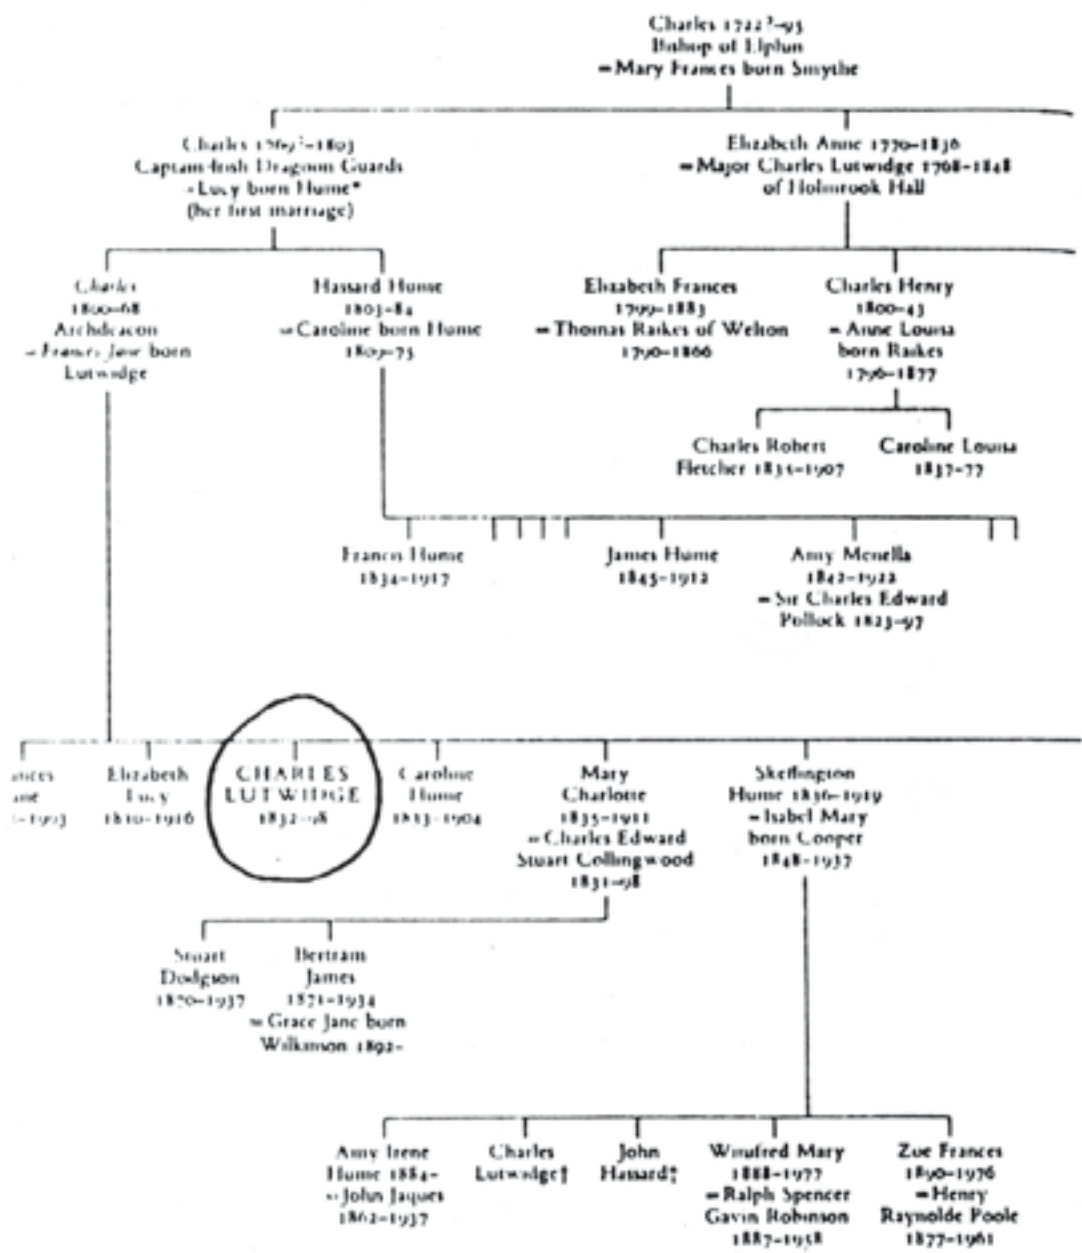 Charles 1722?-95
Bishop of Elphin
=Mary Frances born Smythe
Charles 1769?-1803
Captain Irish Dragoon Guards
=Lucy born Hume*
(her first marriage)
Elizabeth Anne 1770-1836
=Major Charles Lutwidge 1768-1848
of Holmrook Hall
Charles
1800-68
Archdeacon
=Frances Jane born
Lutwidge
Hassard Hume
1803-84
=Caroline born Hume
1809-75
Elizabeth Frances
1799-1883
=Thomas Raikes of Welton
1790-1866
Charles Henry
1800-43
=Anne Louisa
born Raikes
1796-1877
Charles Robert
Fletcher 1835-1907
Caroline Louisa
1837-77
Francis Hume
1834-1917
James Hume
1845-1912
Amy Menella
1842-1922
=Sir Charles Edward
Pollock 1823-97
Elizabeth
Lucy
1830-1916
CHARLES
LUTWIDGE
1832-98
Caroline
Hume
1833-1904
Mary
Charlotte
1835-1911
=Charles Edward
Stuart Collingwood
1831-98
Skeffington
Hume 1836-1919
=Isabel Mary
born Cooper
1848-1937
Stuart
Dodgson
1870-1937
Bertram
James
1871-1934
=Grace Jane born
Wilkinson 1892-
Amy Irene
Hume 1884-
=John Jaques
1862-1937
Charles
Lutwidge†
John
Hassard‡
Winifred Mary
1888-1977
=Ralph Spencer
Gavin Robinson
1887-1958
Zoe Frances
1890-1976
=Henry
Raynolde Poole
1877-1961